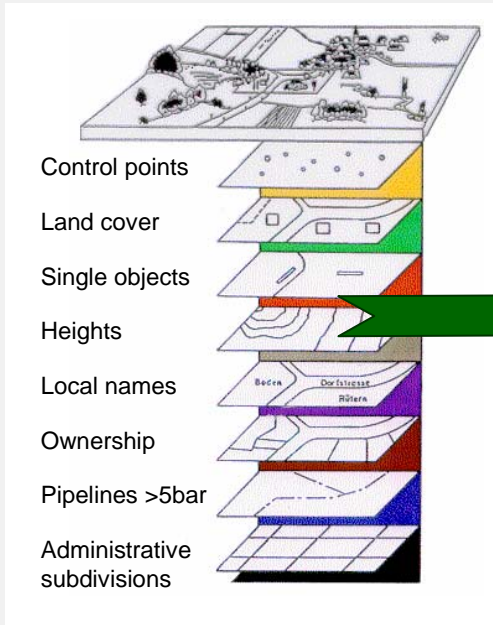 Control points
Land cover
Single objects
Heights
Local names
Boden Dorfstrasse
Rütern
Ownership
Pipelines >5bar
Administrative
subdivisions